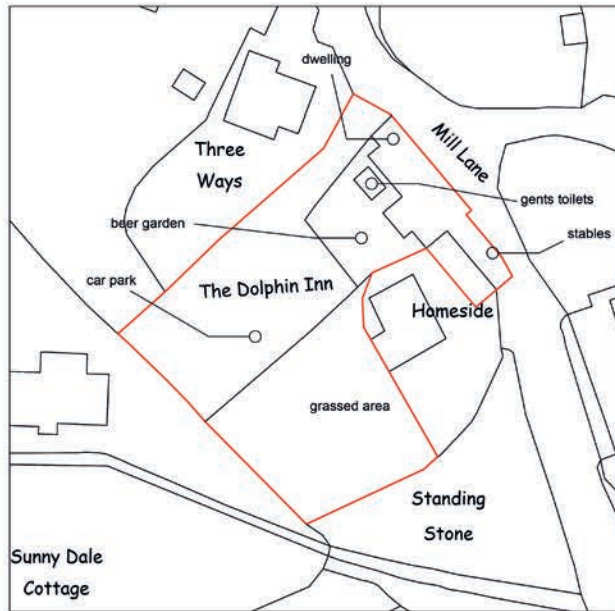 dwelling
Mill Lane
Three
Ways
gents toilets
beer garden
stables
car park
The Dolphin Inn
Homeside
grassed area
Standing
Stone
Sunny Dale
Cottage